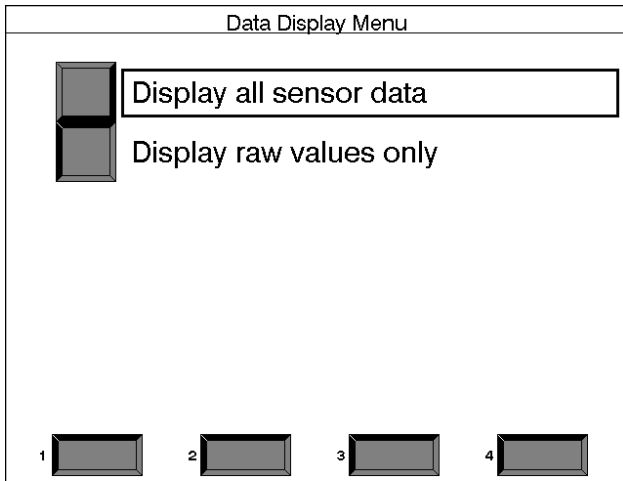 Data Display Menu
Display all sensor data
Display raw values only
1 2 3 4